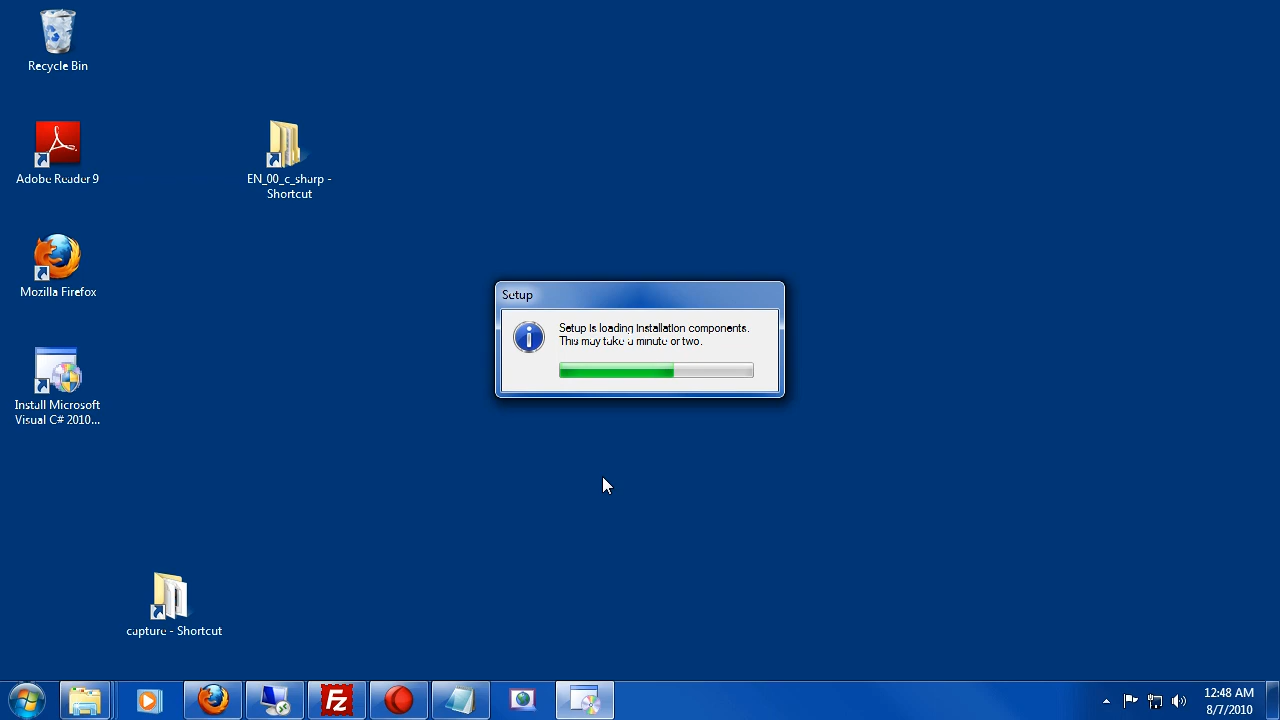 Recycle Bin
Adobe Reader 9
EN_00_c_sharp -
Shortcut
Mozilla Firefox
Setup
Setup is loading installation components.
This may take a minute or two.
Install Microsoft
Visual C# 2010...
capture - Shortcut
Fz
12:48 AM
8/7/2010